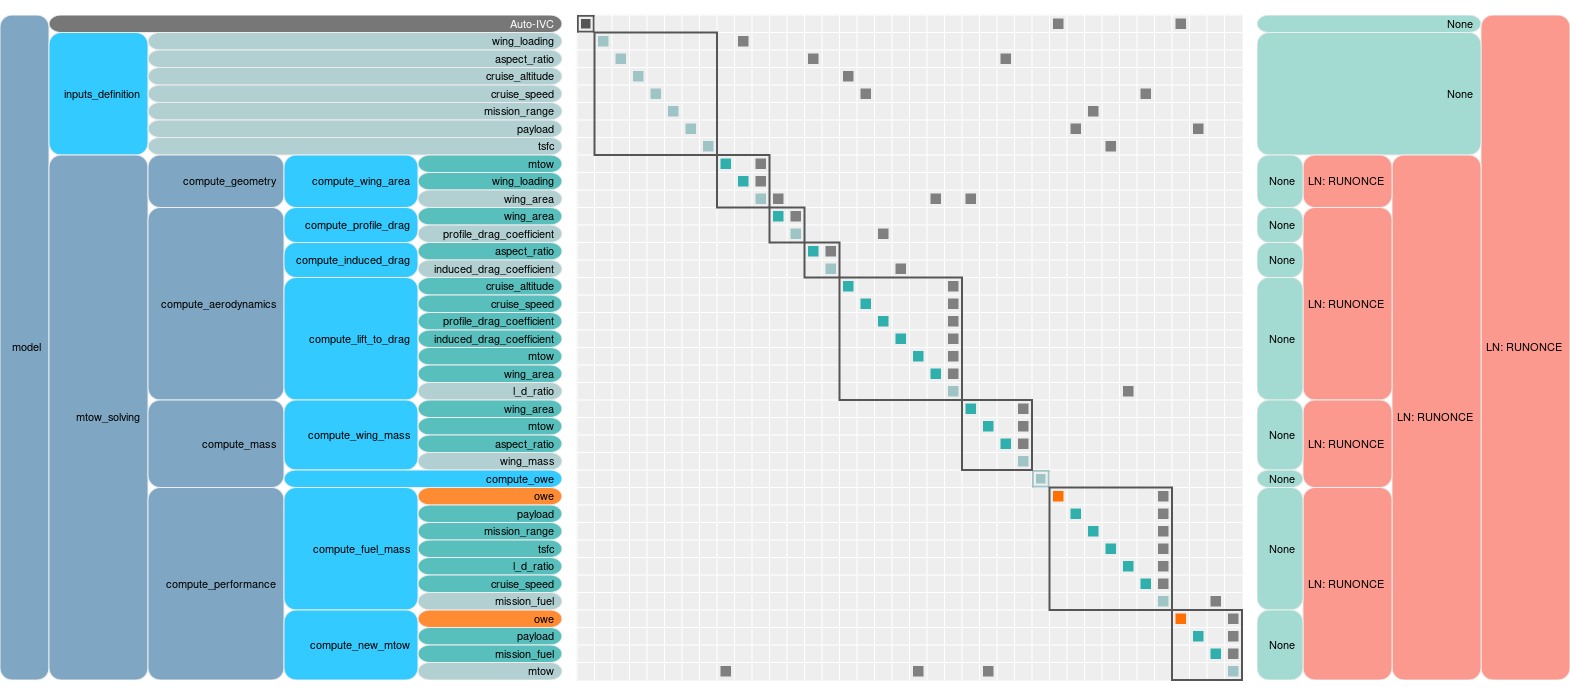 model
Auto-IVC
inputs_definition
wing_loading
aspect_ratio
cruise_altitude
cruise_speed
mission_range
payload
tsfc
mtow_solving
compute_geometry
compute_wing_area
mtow
wing_loading
wing_area
compute_aerodynamics
compute_profile_drag
wing_area
profile_drag_coefficient
compute_induced_drag
aspect_ratio
induced_drag_coefficient
compute_lift_to_drag
cruise_altitude
cruise_speed
profile_drag_coefficient
induced_drag_coefficient
mtow
wing_area
l_d_ratio
compute_mass
compute_wing_mass
wing_area
mtow
aspect_ratio
wing_mass
compute_owe
compute_performance
compute_fuel_mass
owe
payload
mission_range
tsfc
l_d_ratio
cruise_speed
mission_fuel
compute_new_mtow
owe
payload
mission_fuel
mtow
None
None
None
LN: RUNONCE
None
None
None
LN: RUNONCE
None
None
LN: RUNONCE
None
None
LN: RUNONCE
LN: RUNONCE
LN: RUNONCE